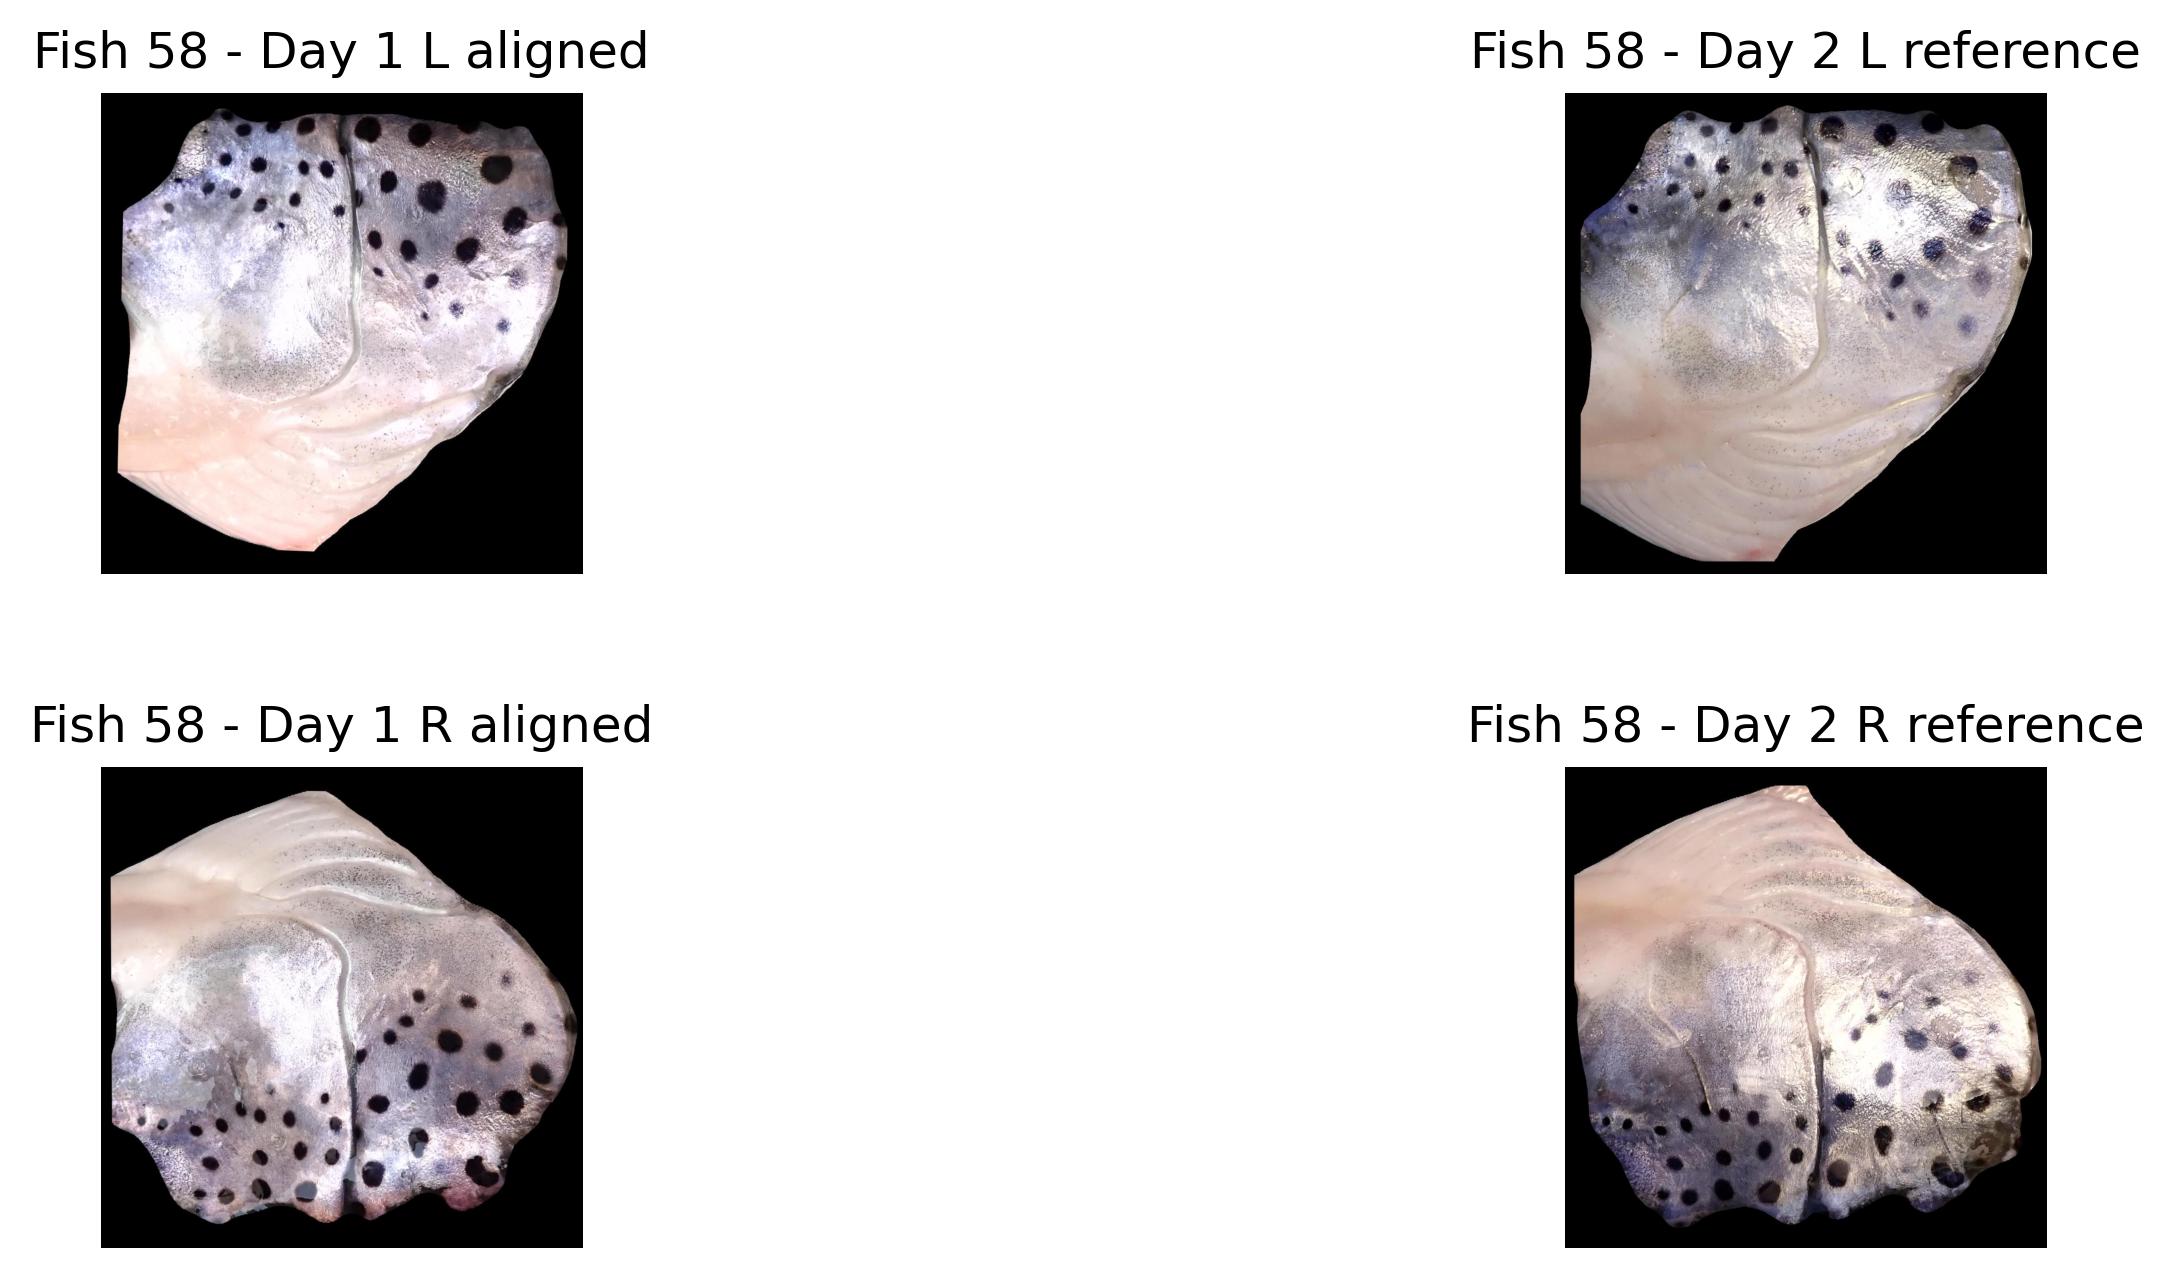 Fish 58 - Day 1 L aligned
Fish 58 - Day 2 L reference
Fish 58 - Day 1 R aligned
Fish 58 - Day 2 R reference